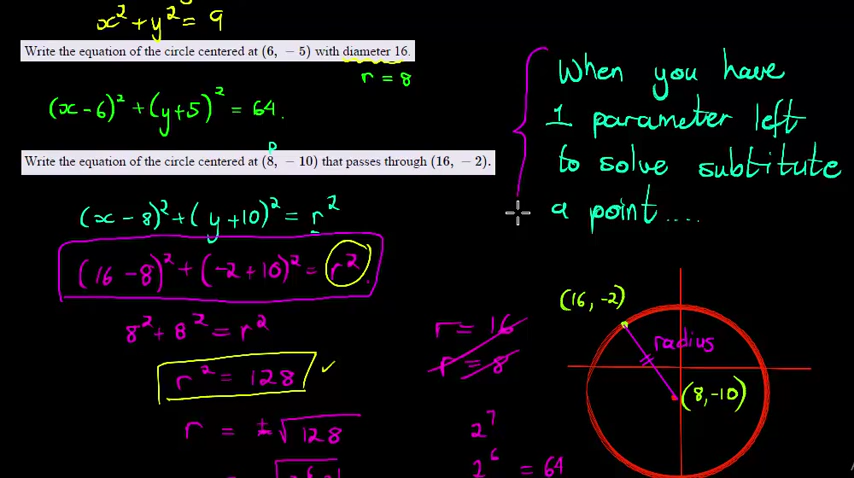 x² + y² = 9
Write the equation of the circle centered at (6, −5) with diameter 16.
r = 8
(x-6)² + (y+5)² = 64.
Write the equation of the circle centered at (8, −10) that passes through (16, −2).
(x-8)² + (y+10)² = r²
(16-8)² + (-2+10)² = r²
8² + 8² = r²
r² = 128 ✓
r = ±√128
When you have
1 parameter left
to solve subtitute
a point....
r = 16
r = 8
2⁷
2⁶ = 64
(16, -2)
radius
(8, -10)